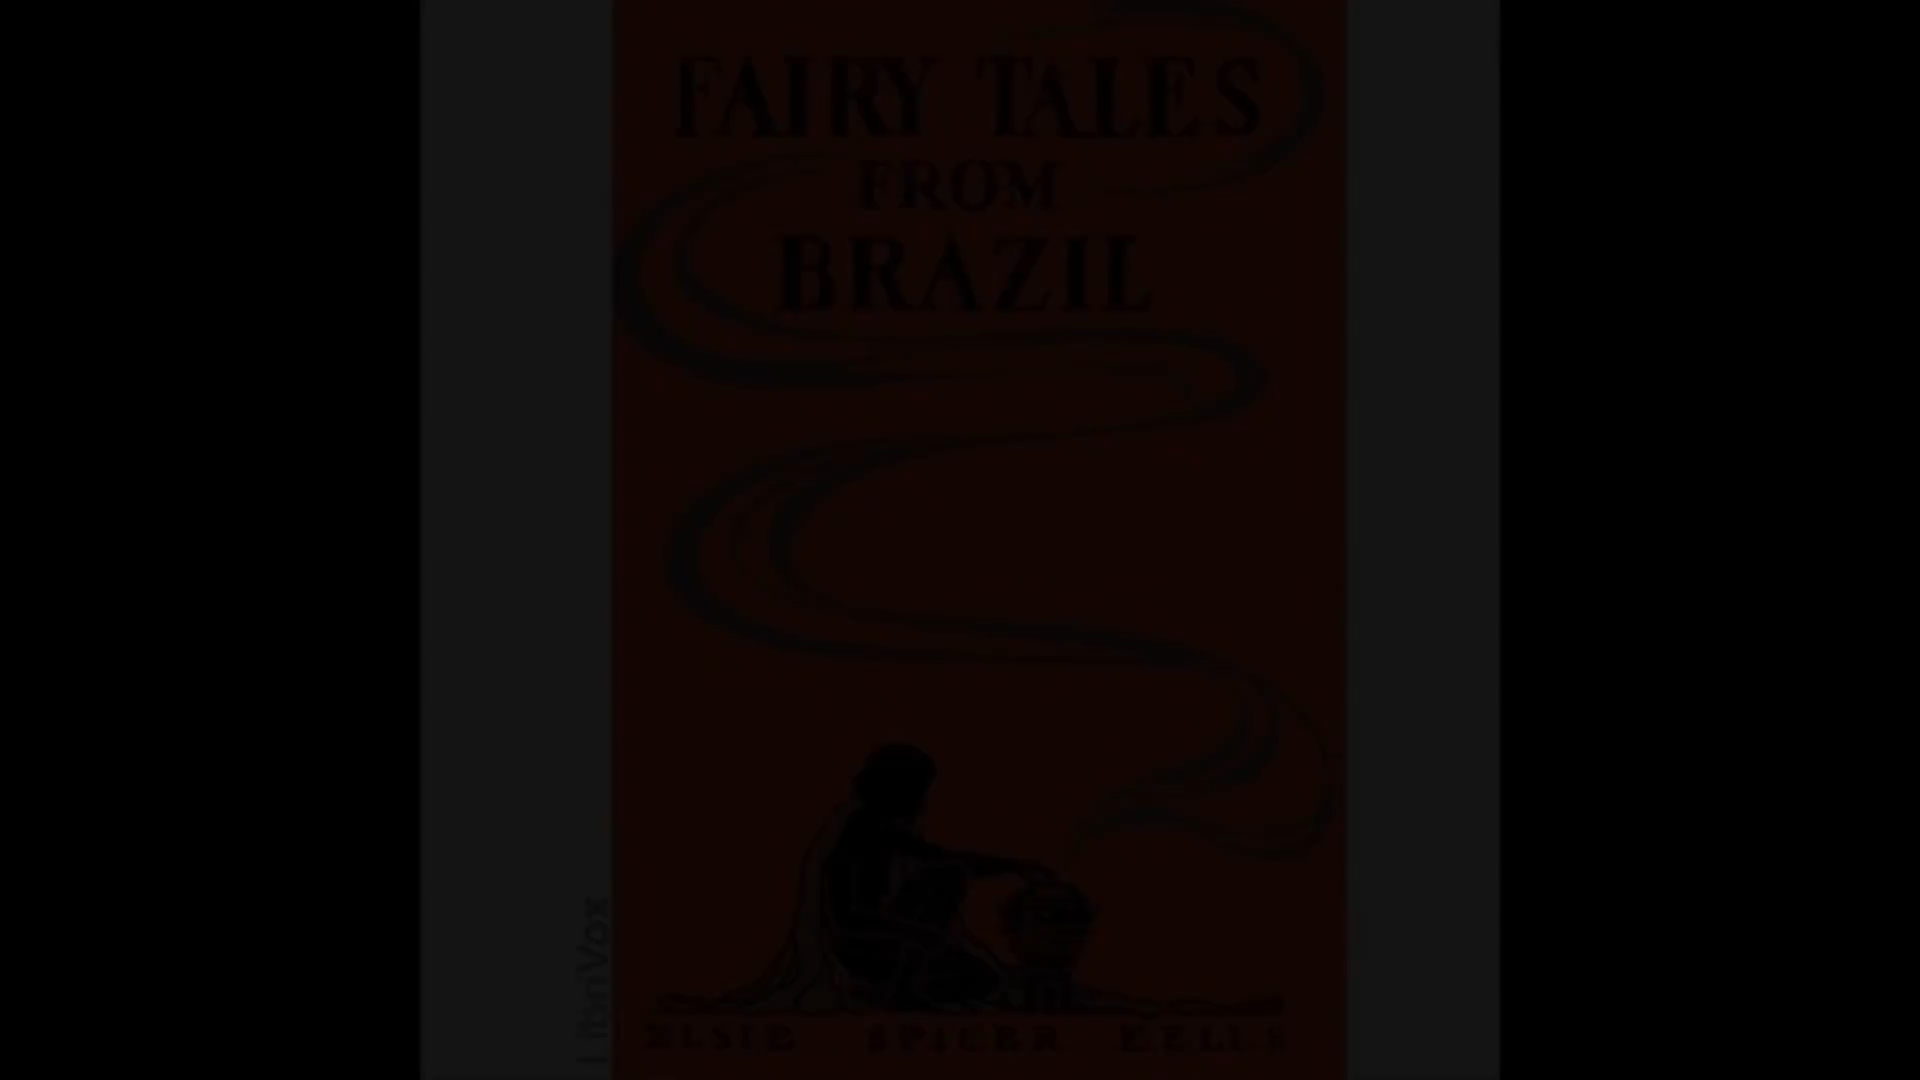 FAIRY TALES
FROM
BRAZIL
ELSIE SPICER EELLS
LibriVox